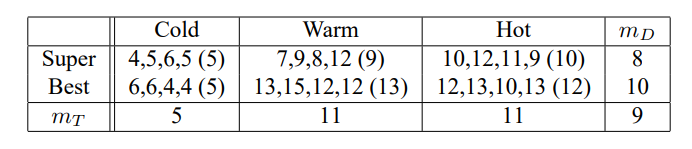 Cold Warm Hot m_D
Super 4,5,6,5 (5) 7,9,8,12 (9) 10,12,11,9 (10) 8
Best 6,6,4,4 (5) 13,15,12,12 (13) 12,13,10,13 (12) 10
m_T 5 11 11 9